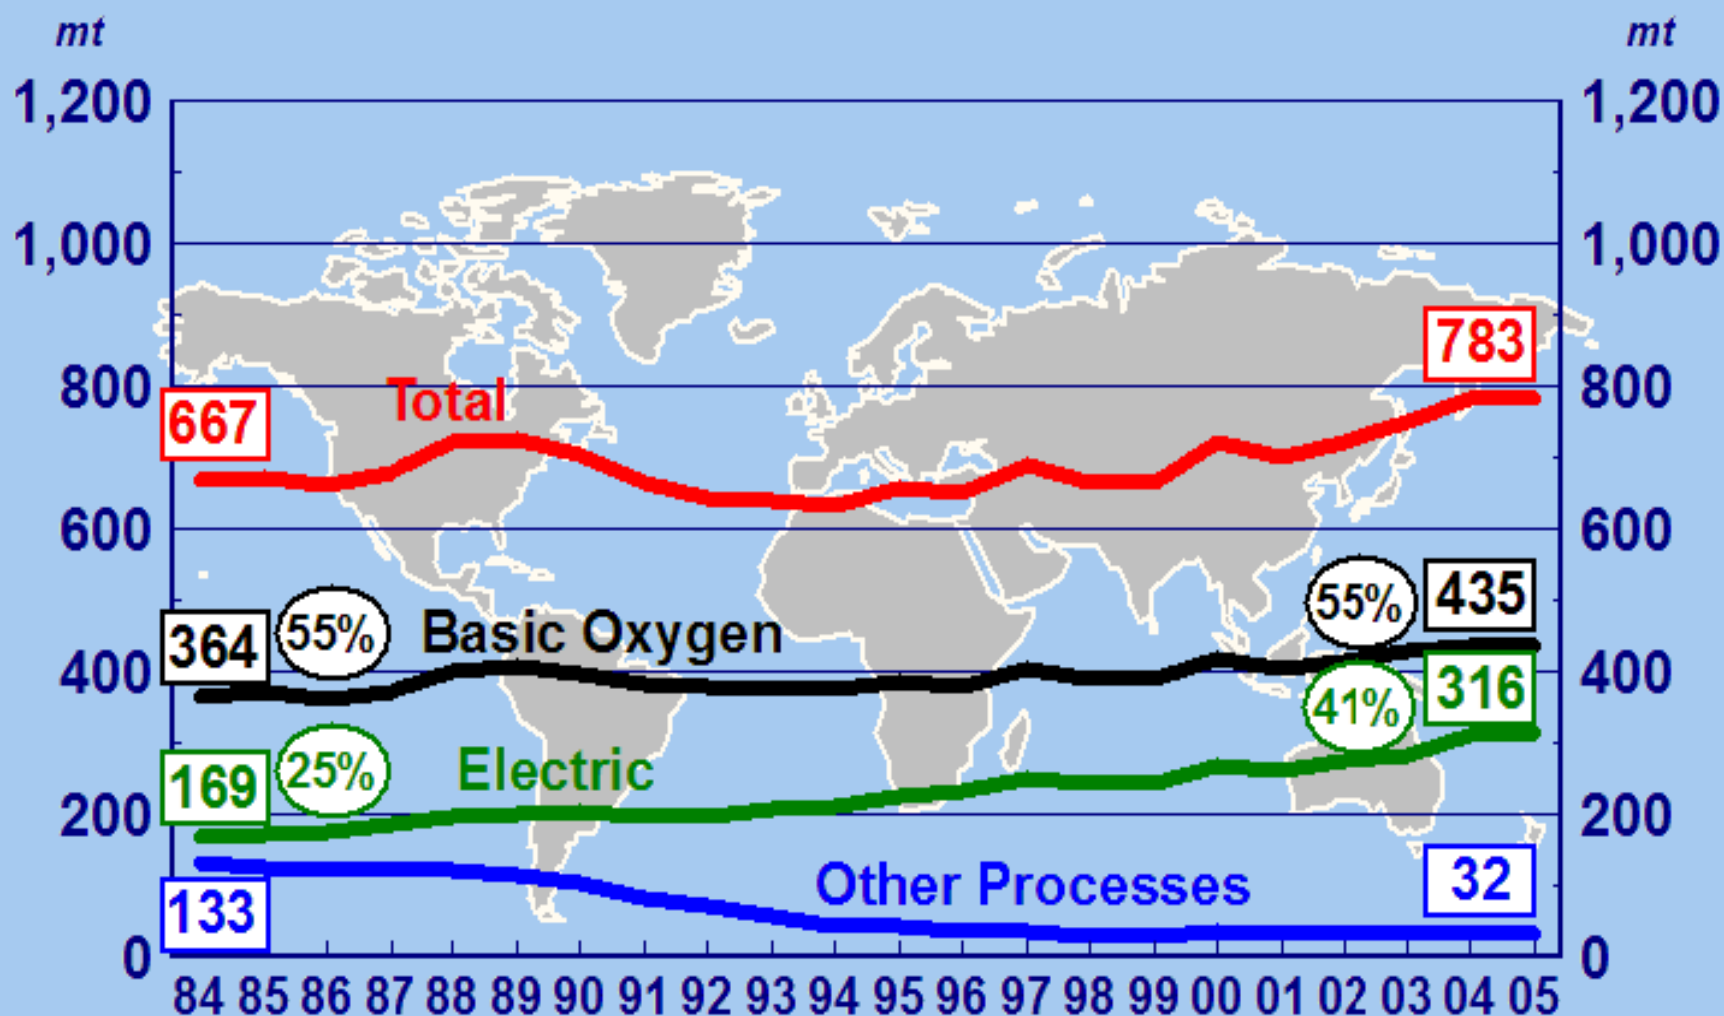 mt mt
1,200 1,200
1,000 1,000
783
800 Total 800
667
600 600
55% 435
55% Basic Oxygen
364
400 400
41% 316
25% Electric
169
200 200
Other Processes 32
133
0 0
84 85 86 87 88 89 90 91 92 93 94 95 96 97 98 99 00 01 02 03 04 05